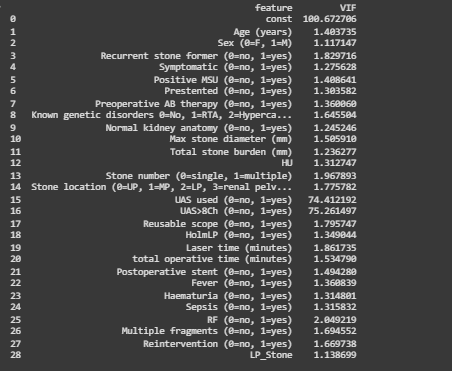 feature VIF
0 const 100.672706
1 Age (years) 1.403735
2 Sex (0=F, 1=M) 1.117147
3 Recurrent stone former (0=no, 1=yes) 1.829716
4 Symptomatic (0=no, 1=yes) 1.275628
5 Positive MSU (0=no, 1=yes) 1.408641
6 Prestented (0=no, 1=yes) 1.303582
7 Preoperative AB therapy (0=no, 1=yes) 1.360060
8 Known genetic disorders 0=No, 1=RTA, 2=Hyperca... 1.645504
9 Normal kidney anatomy (0=no, 1=yes) 1.245246
10 Max stone diameter (mm) 1.505910
11 Total stone burden (mm) 1.236277
12 HU 1.312747
13 Stone number (0=single, 1=multiple) 1.967893
14 Stone location (0=UP, 1=MP, 2=LP, 3=renal pelv... 1.775782
15 UAS used (0=no, 1=yes) 74.412192
16 UAS>8Ch (0=no, 1=yes) 75.261497
17 Reusable scope (0=no, 1=yes) 1.795747
18 HolmLP (0=no, 1=yes) 1.349044
19 Laser time (minutes) 1.861735
20 total operative time (minutes) 1.534790
21 Postoperative stent (0=no, 1=yes) 1.494280
22 Fever (0=no, 1=yes) 1.360839
23 Haematuria (0=no, 1=yes) 1.314801
24 Sepsis (0=no, 1=yes) 1.315832
25 RF (0=no, 1=yes) 2.049219
26 Multiple fragments (0=no, 1=yes) 1.694552
27 Reintervention (0=no, 1=yes) 1.669738
28 LP_Stone 1.138699